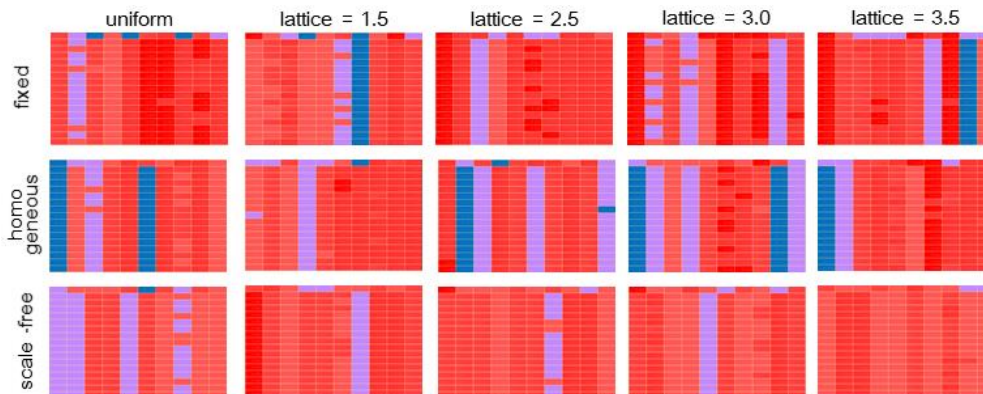 uniform lattice = 1.5 lattice = 2.5 lattice = 3.0 lattice = 3.5
fixed
homo
geneous
scale -free